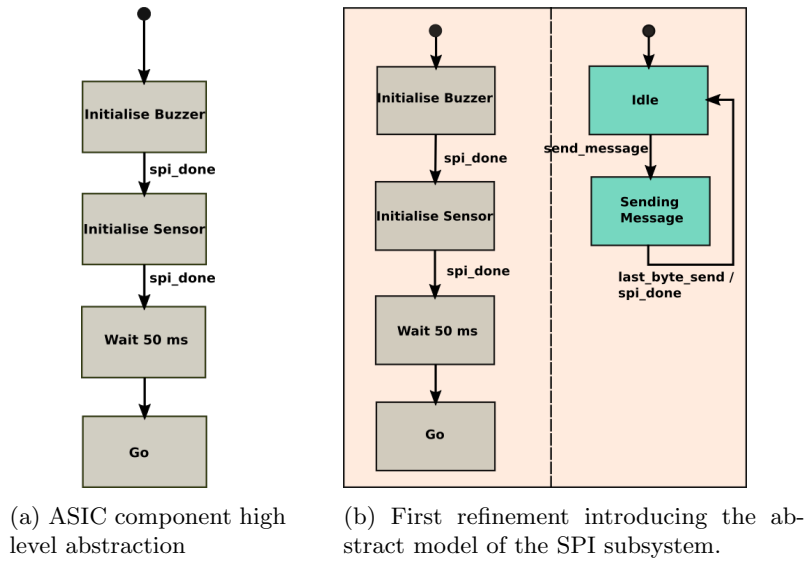 Initialise Buzzer
spi_done
Initialise Sensor
spi_done
Wait 50 ms
Go
(a) ASIC component high
level abstraction
Initialise Buzzer
spi_done
Initialise Sensor
spi_done
Wait 50 ms
Go
Idle
send_message
Sending
Message
last_byte_send /
spi_done
(b) First refinement introducing the ab-
stract model of the SPI subsystem.